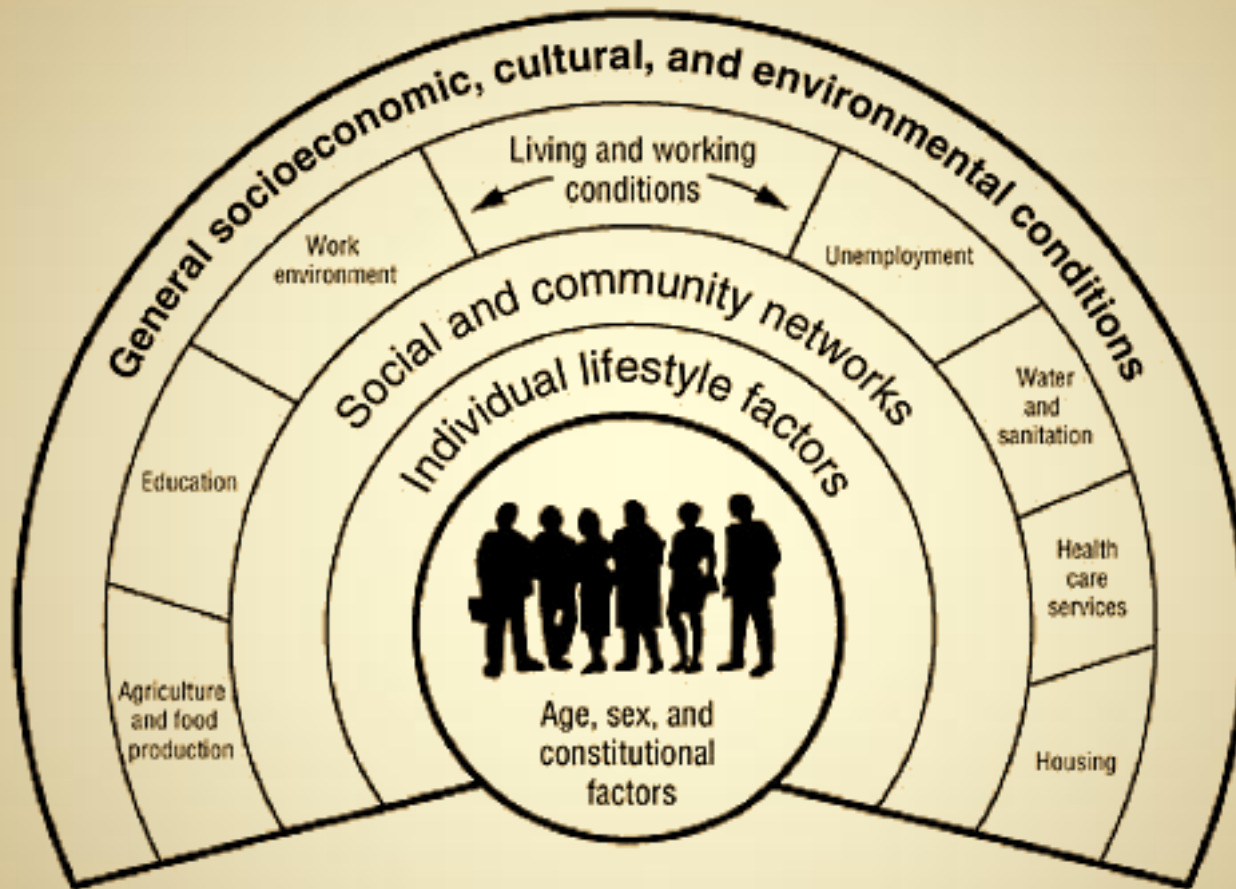 General socioeconomic, cultural, and environmental conditions
Living and working
conditions
Work
environment
Unemployment
Education
Water
and
sanitation
Agriculture
and food
production
Health
care
services
Housing
Social and community networks
Individual lifestyle factors
Age, sex, and
constitutional
factors